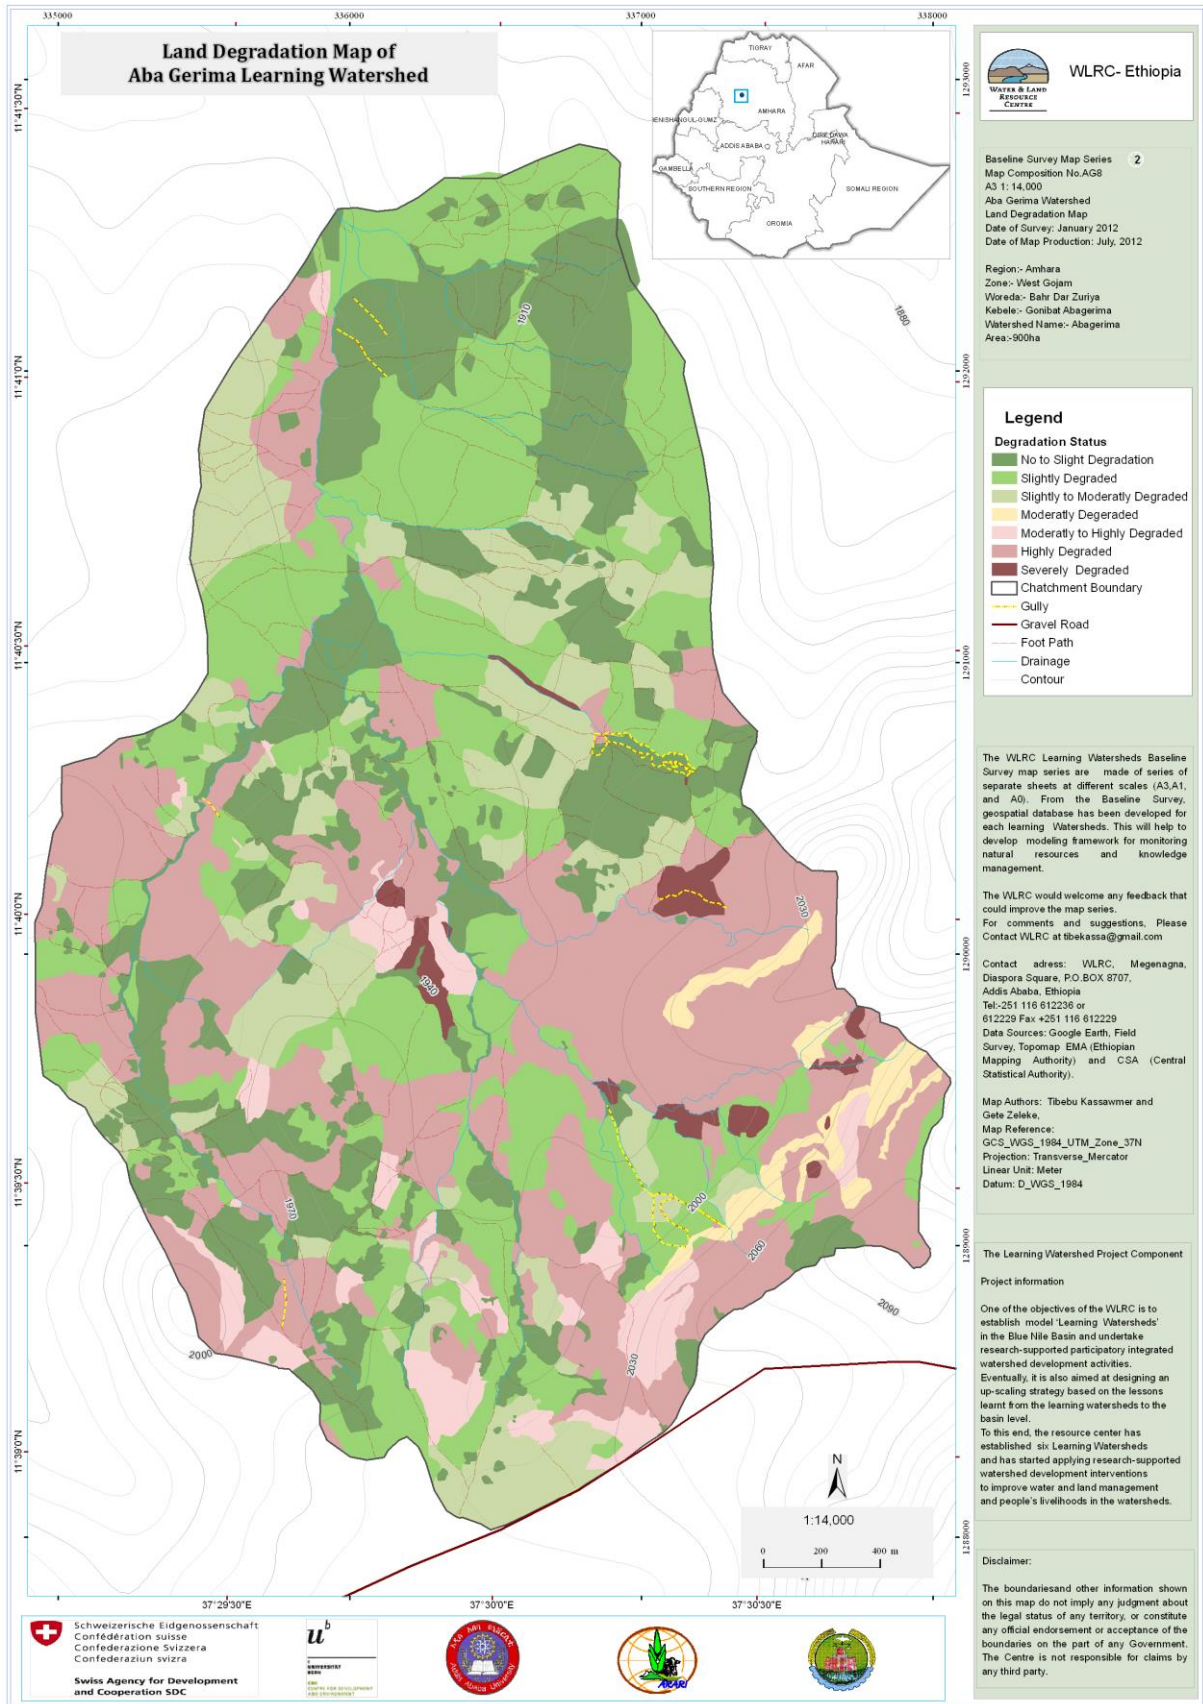 Land Degradation Map of
Aba Gerima Learning Watershed
335000
336000
337000
338000
1293000
1292000
1291000
1290000
1289000
1288000
11°41'30"N
11°41'0"N
11°40'30"N
11°40'0"N
11°39'30"N
11°39'0"N
37°29'30"E
37°30'0"E
37°30'30"E
TIGRAY
AFAR
AMHARA
DIRE DAWA
HARARI
ADDIS ABABA
GAMBELLA
SOUTHERN REGION
SOMALI REGION
OROMIA
1910
1880
2030
1940
1970
2000
2060
2090
2000
2030
N
1:14,000
0 200 400 m
WATER & LAND
RESOURCE
CENTRE
WLRC- Ethiopia
Baseline Survey Map Series 2
Map Composition No.AG8
A3 1: 14,000
Aba Gerima Watershed
Land Degradation Map
Date of Survey: January 2012
Date of Map Production: July, 2012
Region:- Amhara
Zone:- West Gojam
Woreda:- Bahr Dar Zuriya
Kebele:- Gonibat Abagerima
Watershed Name:- Abagerima
Area:-900ha
Legend
Degradation Status
No to Slight Degradation
Slightly Degraded
Slightly to Moderatly Degraded
Moderatly Degeraded
Moderatly to Highly Degraded
Highly Degraded
Severely Degraded
Chatchment Boundary
Gully
Gravel Road
Foot Path
Drainage
Contour
The WLRC Learning Watersheds Baseline
Survey map series are made of series of
separate sheets at different scales (A3,A1,
and A0). From the Baseline Survey,
geospatial database has been developed for
each learning Watersheds. This will help to
develop modeling framework for monitoring
natural resources and knowledge
management.
The WLRC would welcome any feedback that
could improve the map series.
For comments and suggestions, Please
Contact WLRC at tibekassa@gmail.com
Contact adress: WLRC, Megenagna,
Diaspora Square, P.O.BOX 8707,
Addis Ababa, Ethiopia
Tel:-251 116 612236 or
612229 Fax +251 116 612229
Data Sources: Google Earth, Field
Survey, Topomap EMA (Ethiopian
Mapping Authority) and CSA (Central
Statistical Authority).
Map Authors: Tibebu Kassawmer and
Gete Zeleke,
Map Reference:
GCS_WGS_1984_UTM_Zone_37N
Projection: Transverse_Mercator
Linear Unit: Meter
Datum: D_WGS_1984
The Learning Watershed Project Component
Project information
One of the objectives of the WLRC is to
establish model 'Learning Watersheds'
in the Blue Nile Basin and undertake
research-supported participatory integrated
watershed development activities.
Eventually, it is also aimed at designing an
up-scaling strategy based on the lessons
learnt from the learning watersheds to the
basin level.
To this end, the resource center has
established six Learning Watersheds
and has started applying research-supported
watershed development interventions
to improve water and land management
and people's livelihoods in the watersheds.
Disclaimer:
The boundariesand other information shown
on this map do not imply any judgment about
the legal status of any territory, or constitute
any official endorsement or acceptance of the
boundaries on the part of any Government.
The Centre is not responsible for claims by
any third party.
Schweizerische Eidgenossenschaft
Confédération suisse
Confederazione Svizzera
Confederaziun svizra
Swiss Agency for Development
and Cooperation SDC
u b
UNIVERSITÄT
BERN
CDE
CENTRE FOR DEVELOPMENT
AND ENVIRONMENT
Addis Ababa University
ARARI